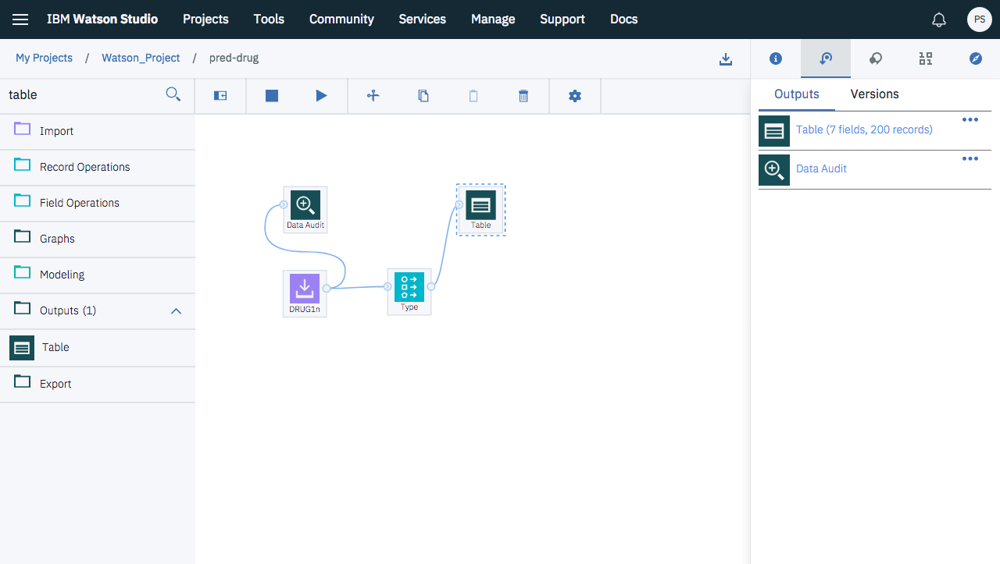 IBM Watson Studio Projects Tools Community Services Manage Support Docs PS
My Projects / Watson_Project / pred-drug
table
Import
Record Operations
Field Operations
Graphs
Modeling
Outputs (1)
Table
Export
Data Audit
Table
DRUG1n
Type
Outputs Versions
Table (7 fields, 200 records)
Data Audit